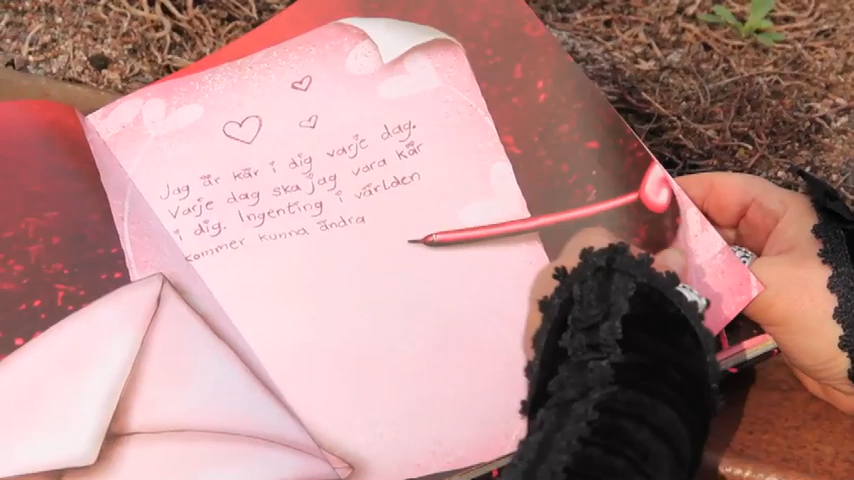 Jag är kär i dig varje dag.
Varje dag ska jag vara kär
i dig. Ingenting i världen
kommer kunna ändra